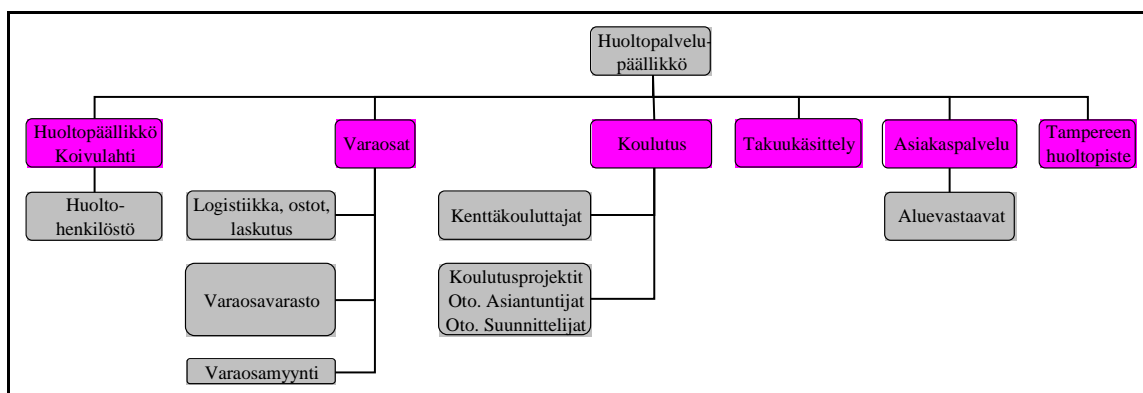 Huoltopalvelu-
päällikkö
Huoltopäällikkö
Koivulahti
Varaosat
Koulutus
Takuukäsittely
Asiakaspalvelu
Tampereen
huoltopiste
Huolto-
henkilöstö
Logistiikka, ostot,
laskutus
Kenttäkouluttajat
Aluevastaavat
Varaosavarasto
Koulutusprojektit
Oto. Asiantuntijat
Oto. Suunnittelijat
Varaosamyynti